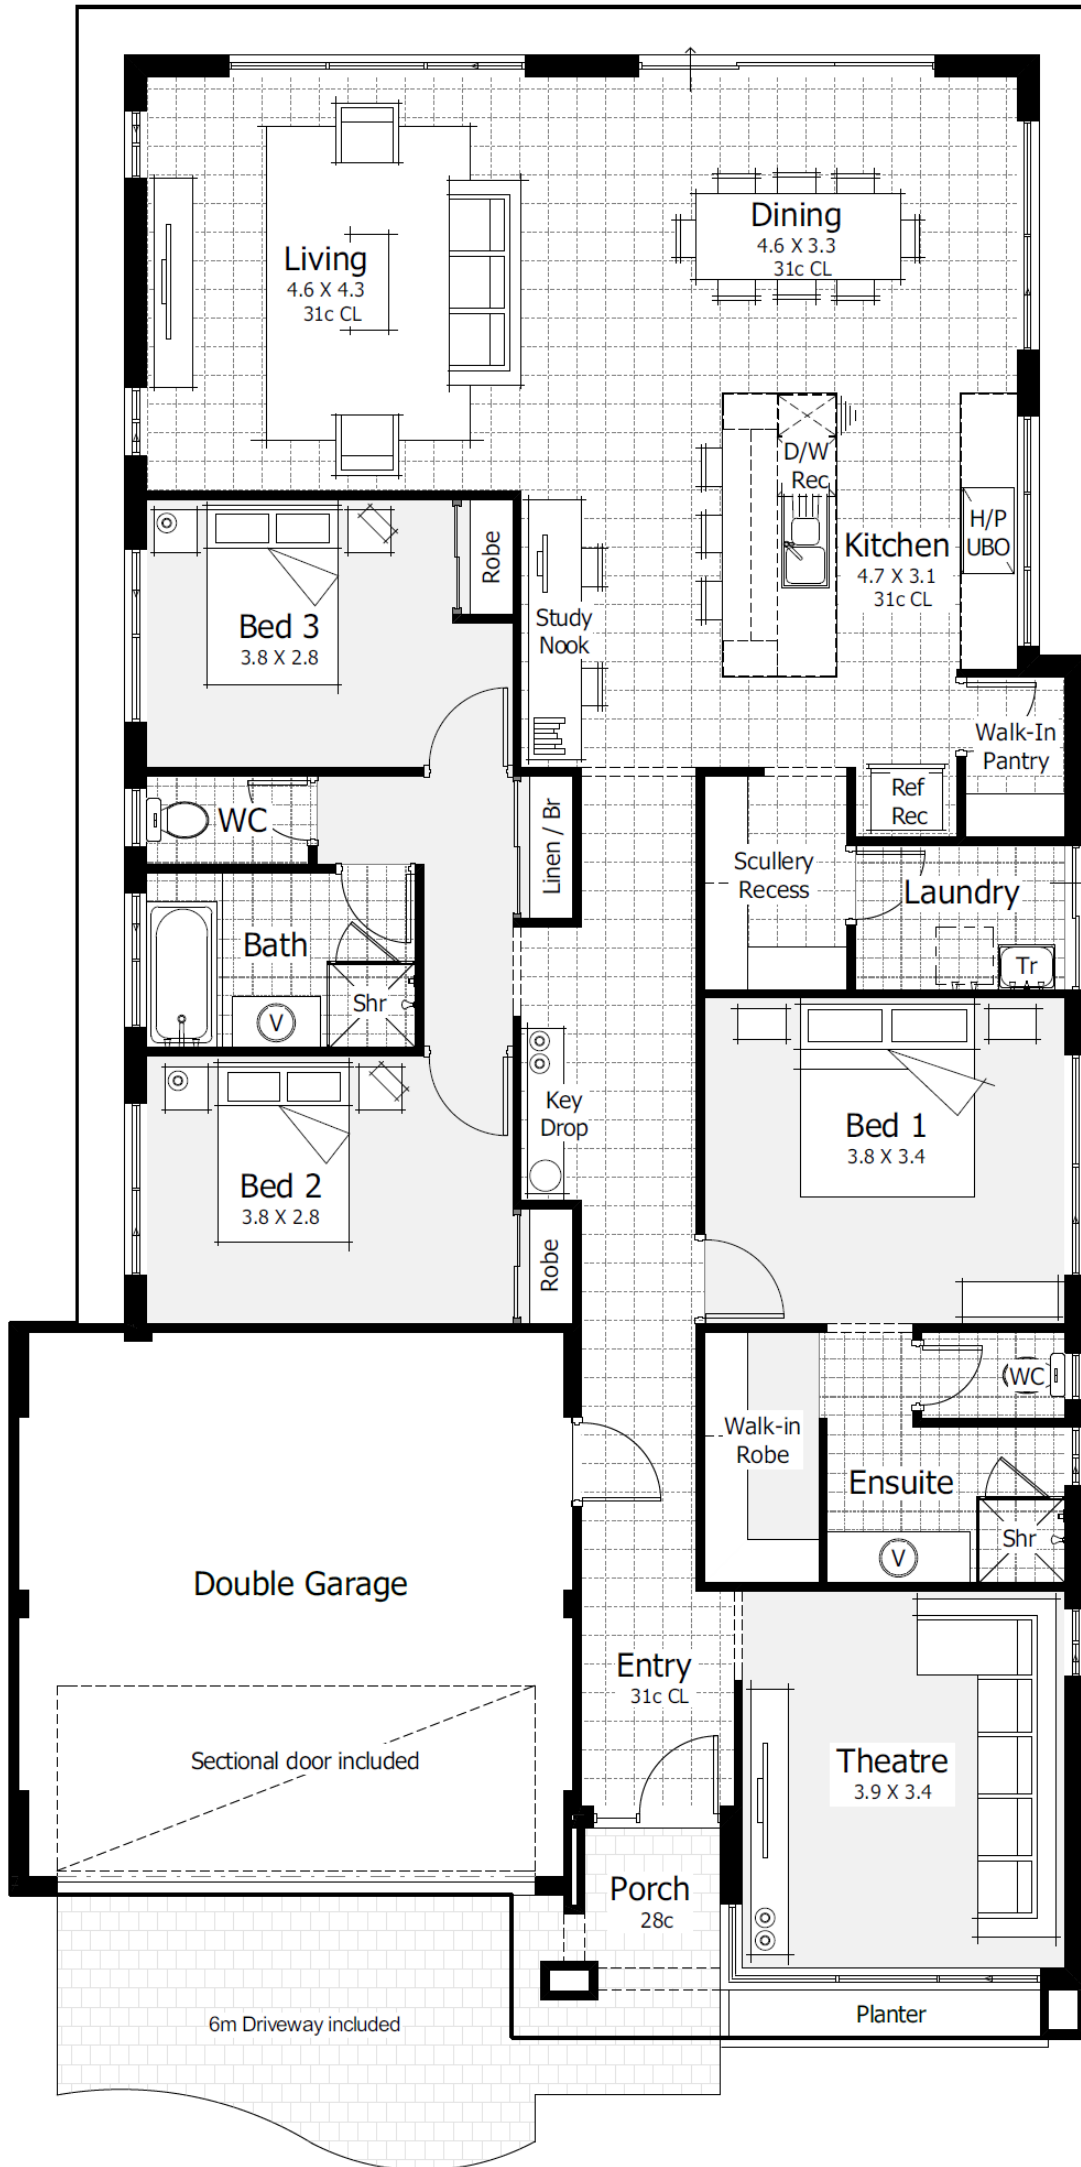 Living
4.6 X 4.3
31c CL
Dining
4.6 X 3.3
31c CL
D/W
Rec
Kitchen
4.7 X 3.1
31c CL
H/P
UBO
Bed 3
3.8 X 2.8
Robe
Study
Nook
Walk-In
Pantry
Ref
Rec
WC
Linen / Br
Scullery
Recess
Laundry
Tr
Bath
Shr
V
Key
Drop
Bed 1
3.8 X 3.4
Bed 2
3.8 X 2.8
Robe
WC
Walk-in
Robe
Ensuite
Shr
V
Double Garage
Entry
31c CL
Sectional door included
Theatre
3.9 X 3.4
Porch
28c
6m Driveway included
Planter